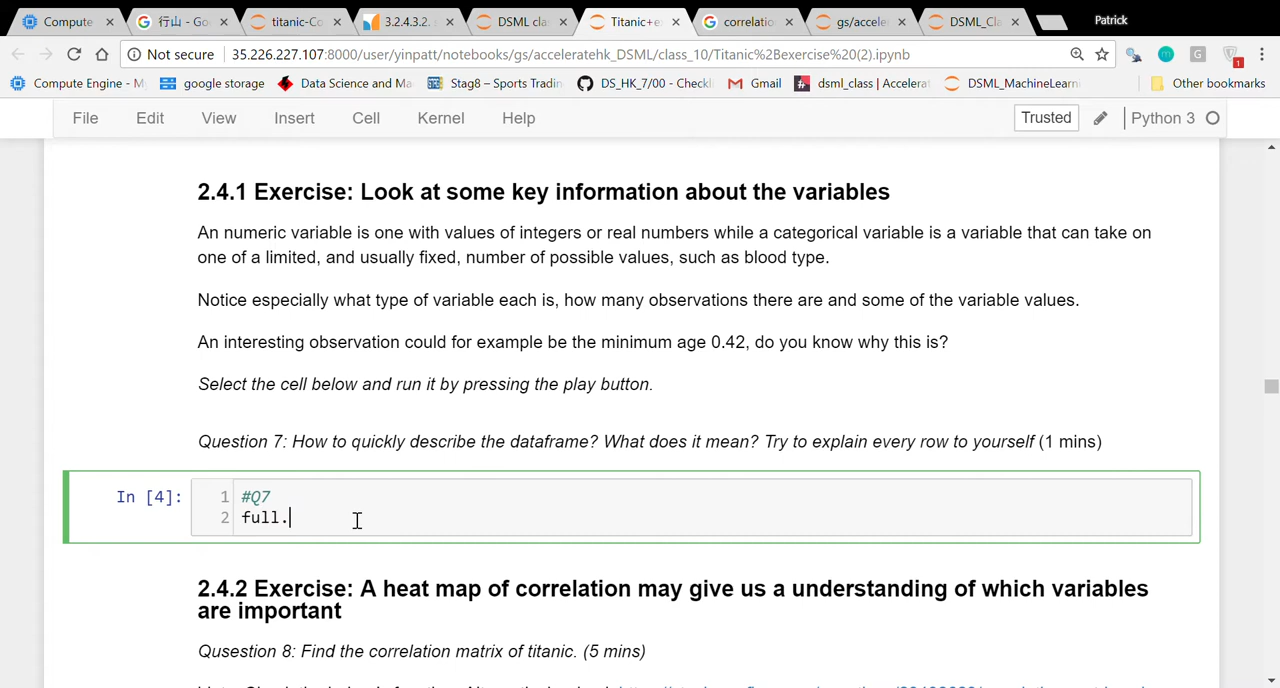 Compute
行山 - Go
titanic-Co
3.2.4.3.2.
DSML cla
Titanic+e
correlatio
gs/accele
DSML_Cla
Patrick
Not secure 35.226.227.107:8000/user/yinpatt/notebooks/gs/acceleratehk_DSML/class_10/Titanic%2Bexercise%20(2).ipynb
Compute Engine - M google storage Data Science and Ma Stag8 – Sports Tradin DS_HK_7/00 - Check Gmail dsml_class | Accelera DSML_MachineLearni Other bookmarks
File Edit View Insert Cell Kernel Help Trusted Python 3
2.4.1 Exercise: Look at some key information about the variables
An numeric variable is one with values of integers or real numbers while a categorical variable is a variable that can take on
one of a limited, and usually fixed, number of possible values, such as blood type.
Notice especially what type of variable each is, how many observations there are and some of the variable values.
An interesting observation could for example be the minimum age 0.42, do you know why this is?
Select the cell below and run it by pressing the play button.
Question 7: How to quickly describe the dataframe? What does it mean? Try to explain every row to yourself (1 mins)
In [4]: 1 #Q7
2 full.
2.4.2 Exercise: A heat map of correlation may give us a understanding of which variables
are important
Qusestion 8: Find the correlation matrix of titanic. (5 mins)